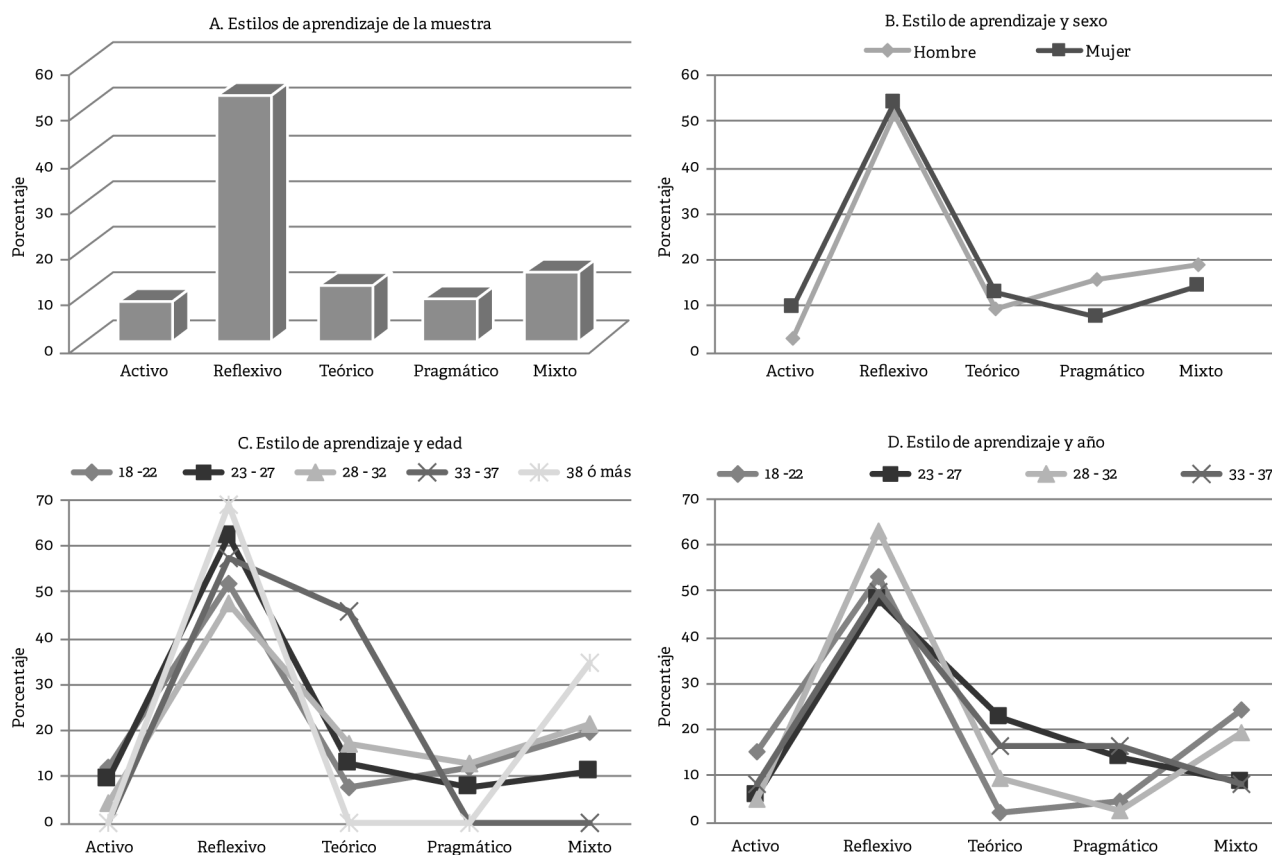 A. Estilos de aprendizaje de la muestra
Porcentaje
60
50
40
30
20
10
0
Activo Reflexivo Teórico Pragmático Mixto
B. Estilo de aprendizaje y sexo
Hombre Mujer
Porcentaje
60
50
40
30
20
10
0
Activo Reflexivo Teórico Pragmático Mixto
C. Estilo de aprendizaje y edad
18 -22 23 - 27 28 - 32 33 - 37 38 ó más
Porcentaje
70
60
50
40
30
20
10
0
Activo Reflexivo Teórico Pragmático Mixto
D. Estilo de aprendizaje y año
18 -22 23 - 27 28 - 32 33 - 37
Porcentaje
70
60
50
40
30
20
10
0
Activo Reflexivo Teórico Pragmático Mixto